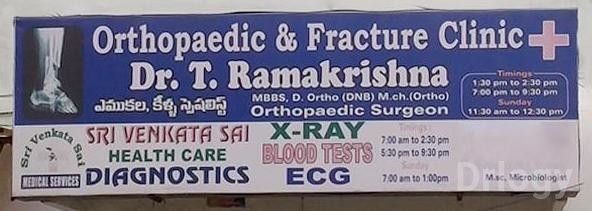 Orthopaedic & Fracture Clinic
Dr. T. Ramakrishna
ఎముకల, కీళ్ళ స్పెషలిస్ట్
MBBS, D. Ortho (DNB) M.ch.(Ortho)
Orthopaedic Surgeon
Timings
1:30 pm to 2:30 pm
7:00 pm to 9:30 pm
Sunday
11:30 am to 12:30 pm
Sri Venkata Sai
MEDICAL SERVICES
SRI VENKATA SAI
HEALTH CARE
DIAGNOSTICS
X-RAY
BLOOD TESTS
ECG
Timings
7:00 am to 2:30 pm
5:30 pm to 9:30 pm
Sunday
7:00 am to 1:00pm
M.sc, Microbiologist
Drlogy